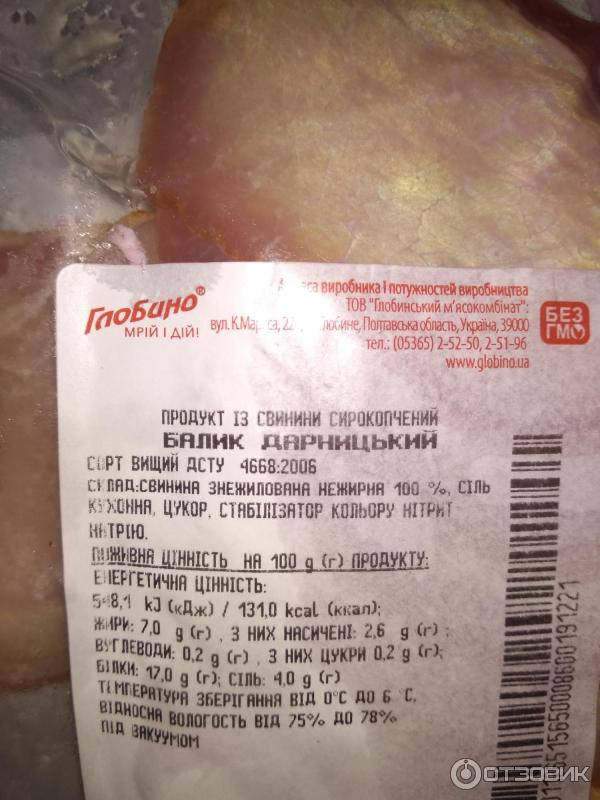 Глобино®
МРІЙ І ДІЙ!
виробника і потужностей виробництва
ТОВ "Глобинський м'ясокомбінат":
вул. К.Маркса, Глобине, Полтавська область, Україна, 39000
тел.: (05365) 2-52-50, 2-51-96
www.globino.ua
БЕЗ
ГМО
ПРОДУКТ ІЗ СВИНИНИ СИРОКОПЧЕНИЙ
БАЛИК ДАРНИЦЬКИЙ
СОРТ ВИЩИЙ ДСТУ 4668:2006
СКЛАД:СВИНИНА ЗНЕЖИЛОВАНА НЕЖИРНА 100 %, СІЛЬ
КУХОННА, ЦУКОР, СТАБІЛІЗАТОР КОЛЬОРУ НІТРИТ
НАТРІЮ.
ПОЖИВНА ЦІННІСТЬ НА 100 g (г) ПРОДУКТУ:
ЕНЕРГЕТИЧНА ЦІННІСТЬ:
548,1 kJ (кДж) / 131,0 kcal (ккал);
ЖИРИ: 7,0 g (г) , З НИХ НАСИЧЕНІ: 2,6 g (г) ;
ВУГЛЕВОДИ: 0,2 g (г) , З НИХ ЦУКРИ 0,2 g (г);
БІЛКИ: 17,0 g (г); СІЛЬ: 4,0 g (г)
ТЕМПЕРАТУРА ЗБЕРІГАННЯ ВІД 0°С ДО 6 °С,
ВІДНОСНА ВОЛОГІСТЬ ВІД 75% ДО 78%
ПІД ВАКУУМОМ
ОТЗОВИК